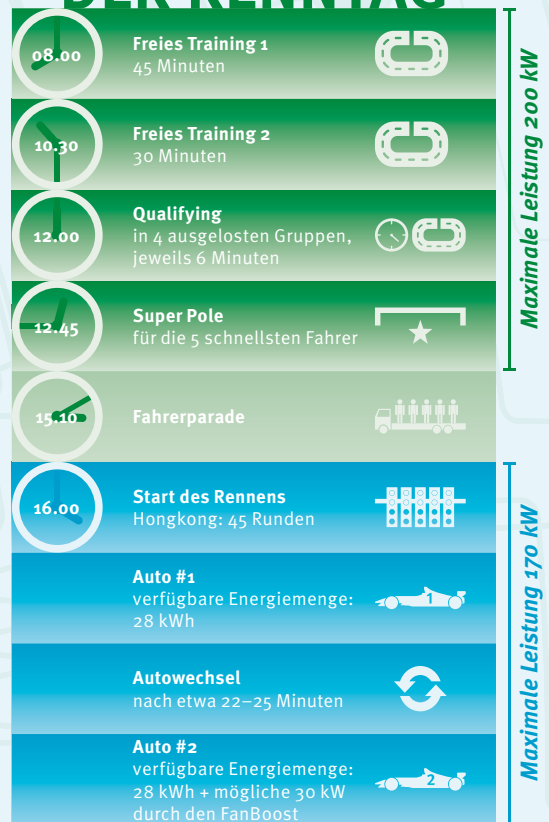 DER RENNTAG
08.00
Freies Training 1
45 Minuten
10.30
Freies Training 2
30 Minuten
12.00
Qualifying
in 4 ausgelosten Gruppen,
jeweils 6 Minuten
12.45
Super Pole
für die 5 schnellsten Fahrer
Maximale Leistung 200 kW
15.10
Fahrerparade
16.00
Start des Rennens
Hongkong: 45 Runden
Auto #1
verfügbare Energiemenge:
28 kWh
1
Autowechsel
nach etwa 22–25 Minuten
Auto #2
verfügbare Energiemenge:
28 kWh + mögliche 30 kW
durch den FanBoost
2
Maximale Leistung 170 kW